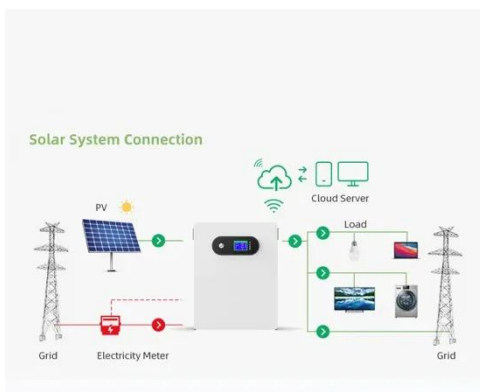 Solar System Connection
Cloud Server
PV
Load
Grid
Electricity Meter
Grid